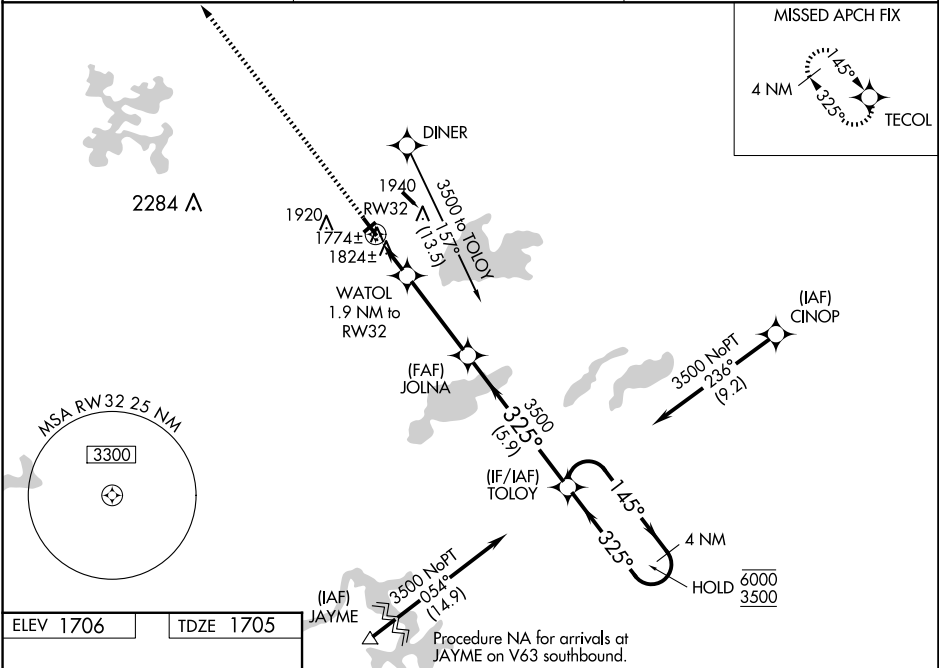 MISSED APCH FIX
145°
4 NM
325°
TECOL
DINER
2284
1940
3500 to TOLOY
157°
(13.5)
RW32
1920
1774±
1824±
WATOL
1.9 NM to
RW32
(IAF)
CINOP
3500 NoPT
236°
(9.2)
(FAF)
JOLNA
MSA RW32 25 NM
3300
3500
325°
(5.9)
(IF/IAF)
TOLOY
145°
325°
4 NM
HOLD
6000
3500
3500 NoPT
054°
(14.9)
(IAF)
JAYME
Procedure NA for arrivals at
JAYME on V63 southbound.
ELEV 1706
TDZE 1705